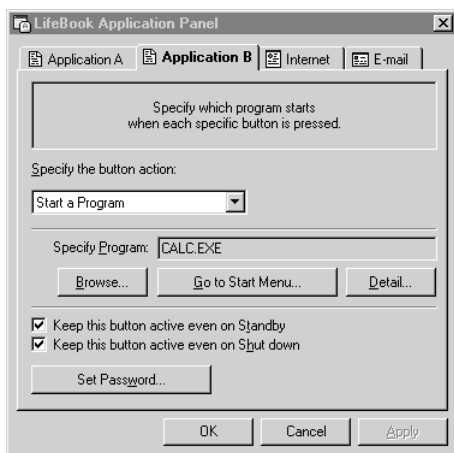 LifeBook Application Panel
Application A Application B Internet E-mail
Specify which program starts
when each specific button is pressed.
Specify the button action:
Start a Program
Specify Program: CALC.EXE
Browse... Go to Start Menu... Detail...
Keep this button active even on Standby
Keep this button active even on Shut down
Set Password...
OK Cancel Apply